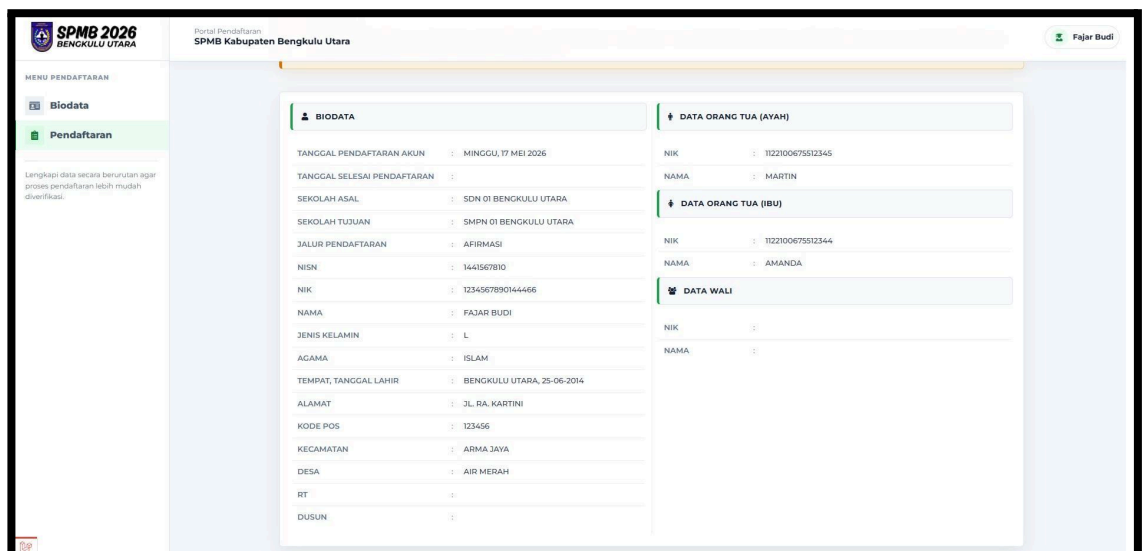 SPMB 2026
BENGKULU UTARA
Portal Pendaftaran
SPMB Kabupaten Bengkulu Utara
Fajar Budi
MENU PENDAFTARAN
Biodata
Pendaftaran
Lengkapi data secara berurutan agar
proses pendaftaran lebih mudah
diverifikasi.
BIODATA
TANGGAL PENDAFTARAN AKUN : MINGGU, 17 MEI 2026
TANGGAL SELESAI PENDAFTARAN :
SEKOLAH ASAL : SDN 01 BENGKULU UTARA
SEKOLAH TUJUAN : SMPN 01 BENGKULU UTARA
JALUR PENDAFTARAN : AFIRMASI
NISN : 1441567810
NIK : 1234567890144466
NAMA : FAJAR BUDI
JENIS KELAMIN : L
AGAMA : ISLAM
TEMPAT, TANGGAL LAHIR : BENGKULU UTARA, 25-06-2014
ALAMAT : JL. RA. KARTINI
KODE POS : 123456
KECAMATAN : ARMA JAYA
DESA : AIR MERAH
RT :
DUSUN :
DATA ORANG TUA (AYAH)
NIK : 1122100675512345
NAMA : MARTIN
DATA ORANG TUA (IBU)
NIK : 1122100675512344
NAMA : AMANDA
DATA WALI
NIK :
NAMA :